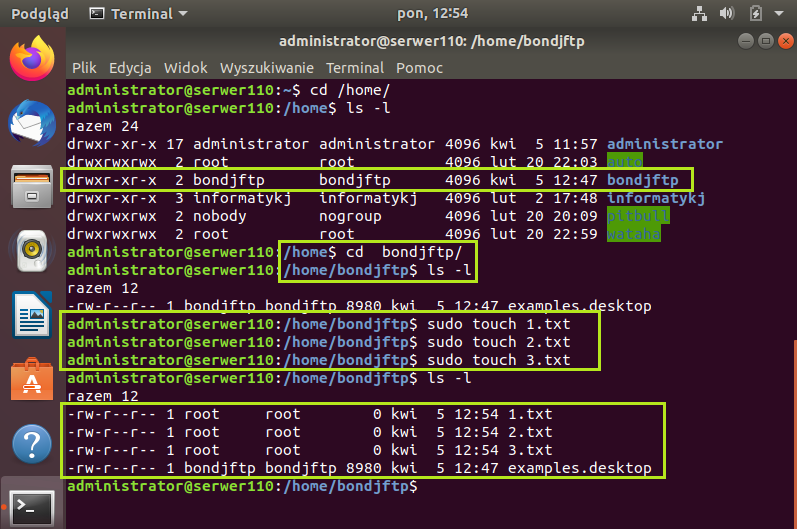 Podgląd Terminal pon, 12:54
administrator@serwer110: /home/bondjftp
Plik Edycja Widok Wyszukiwanie Terminal Pomoc
administrator@serwer110:~$ cd /home/
administrator@serwer110:/home$ ls -l
razem 24
drwxr-xr-x 17 administrator administrator 4096 kwi  5 11:57 administrator
drwxrwxrwx  2 root          root          4096 lut 20 22:03 auto
drwxr-xr-x  2 bondjftp      bondjftp      4096 kwi  5 12:47 bondjftp
drwxr-xr-x  3 informatykj   informatykj   4096 lut  2 17:48 informatykj
drwxrwxrwx  2 nobody        nogroup       4096 lut 20 20:09 pitbull
drwxrwxrwx  2 root          root          4096 lut 20 22:59 wataha
administrator@serwer110:/home$ cd  bondjftp/
administrator@serwer110:/home/bondjftp$ ls -l
razem 12
-rw-r--r-- 1 bondjftp bondjftp 8980 kwi  5 12:47 examples.desktop
administrator@serwer110:/home/bondjftp$ sudo touch 1.txt
administrator@serwer110:/home/bondjftp$ sudo touch 2.txt
administrator@serwer110:/home/bondjftp$ sudo touch 3.txt
administrator@serwer110:/home/bondjftp$ ls -l
razem 12
-rw-r--r-- 1 root     root        0 kwi  5 12:54 1.txt
-rw-r--r-- 1 root     root        0 kwi  5 12:54 2.txt
-rw-r--r-- 1 root     root        0 kwi  5 12:54 3.txt
-rw-r--r-- 1 bondjftp bondjftp 8980 kwi  5 12:47 examples.desktop
administrator@serwer110:/home/bondjftp$